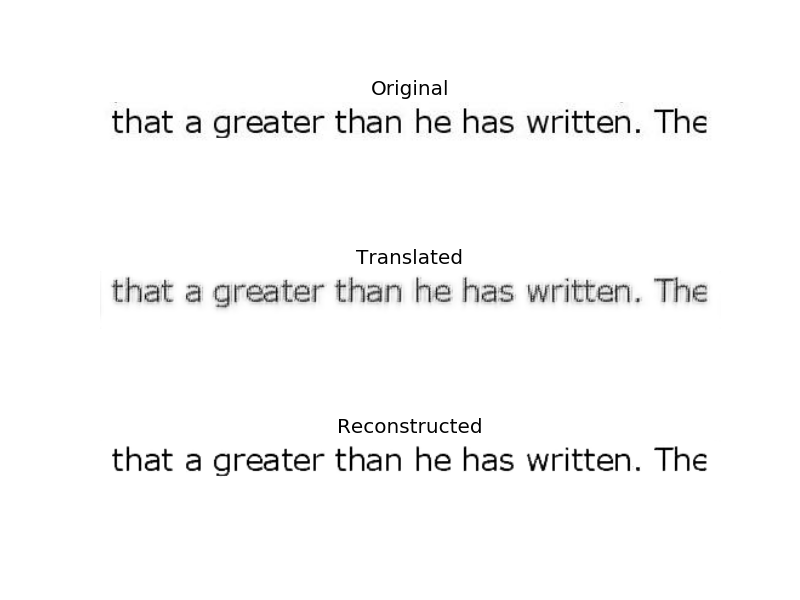 Original
that a greater than he has written. The
Translated
that a greater than he has written. The
Reconstructed
that a greater than he has written. The